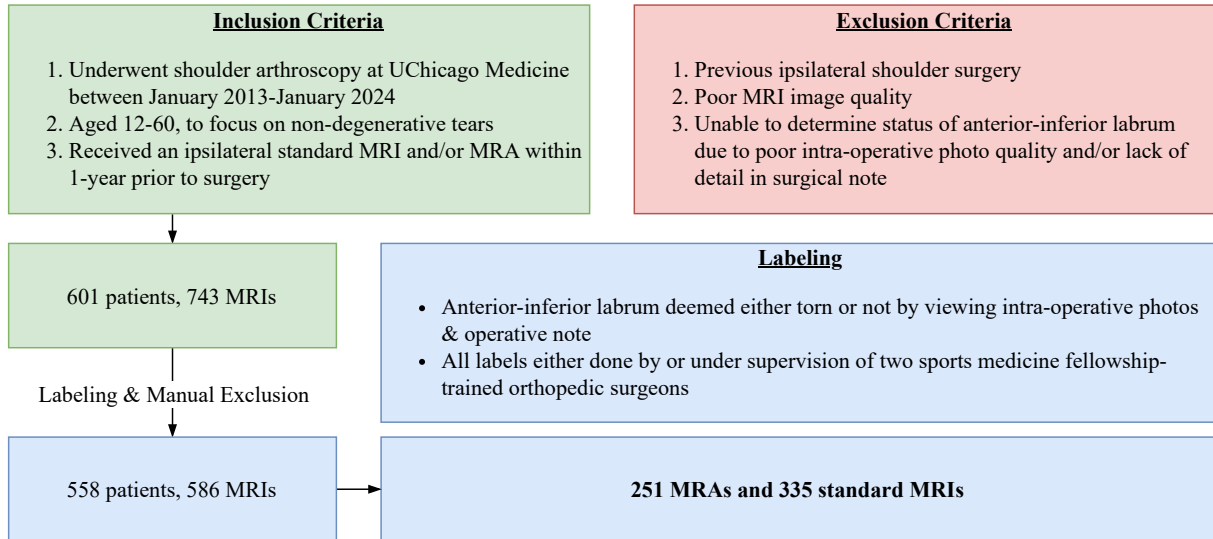 Inclusion Criteria
1. Underwent shoulder arthroscopy at UChicago Medicine
between January 2013-January 2024
2. Aged 12-60, to focus on non-degenerative tears
3. Received an ipsilateral standard MRI and/or MRA within
1-year prior to surgery
Exclusion Criteria
1. Previous ipsilateral shoulder surgery
2. Poor MRI image quality
3. Unable to determine status of anterior-inferior labrum
due to poor intra-operative photo quality and/or lack of
detail in surgical note
601 patients, 743 MRIs
Labeling
• Anterior-inferior labrum deemed either torn or not by viewing intra-operative photos
& operative note
• All labels either done by or under supervision of two sports medicine fellowship-
trained orthopedic surgeons
Labeling & Manual Exclusion
558 patients, 586 MRIs
251 MRAs and 335 standard MRIs